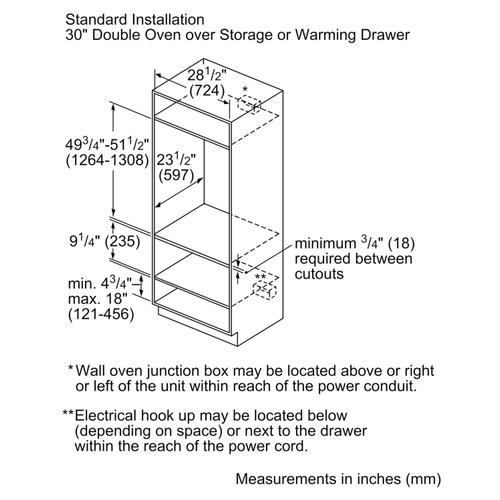 Standard Installation
30" Double Oven over Storage or Warming Drawer
28 1/2"
(724)
*
49 3/4"-51 1/2"
(1264-1308)
23 1/2"
(597)
9 1/4" (235)
minimum 3/4" (18)
required between
cutouts
**
min. 4 3/4"–
max. 18"
(121-456)
* Wall oven junction box may be located above or right
or left of the unit within reach of the power conduit.
**Electrical hook up may be located below
(depending on space) or next to the drawer
within the reach of the power cord.
Measurements in inches (mm)